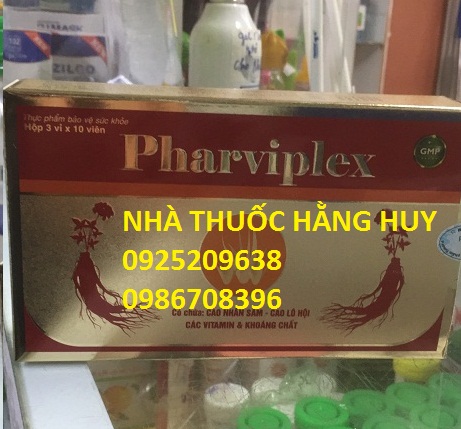 Thực phẩm bảo vệ sức khỏe
Hộp 3 vỉ x 10 viên
Pharviplex
GMP
NHÀ THUỐC HẰNG HUY
0925209638
0986708396
Có chứa: CAO NHÂN SÂM - CAO LÔ HỘI
CÁC VITAMIN & KHOÁNG CHẤT